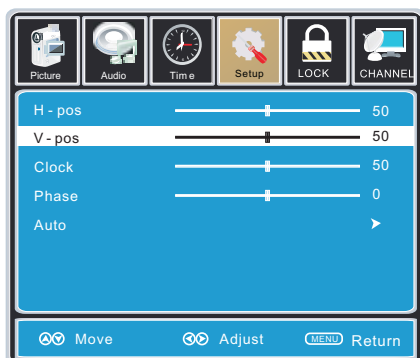 Picture Audio Time Setup LOCK CHANNEL
H - pos 50
V - pos 50
Clock 50
Phase 0
Auto
Move Adjust MENU Return